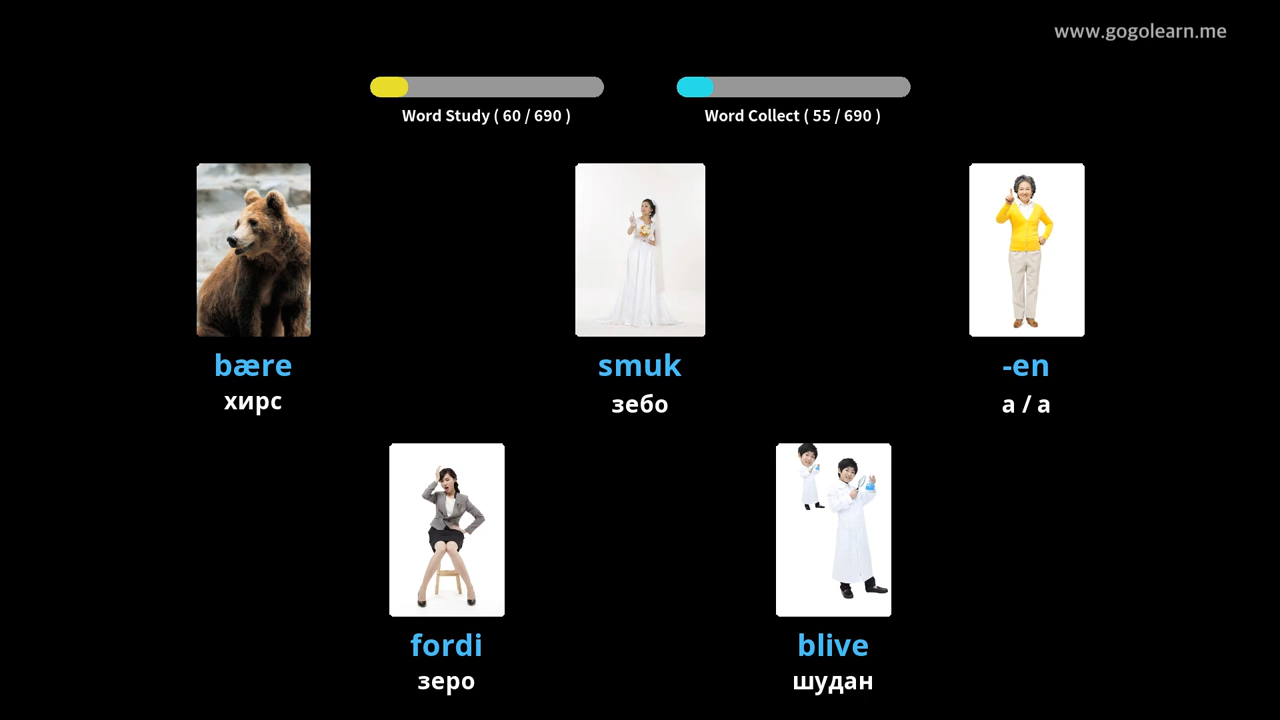 www.gogolearn.me
Word Study ( 60 / 690 )
Word Collect ( 55 / 690 )
bære
smuk
-en
хирс
зебо
а / а
fordi
blive
зеро
шудан